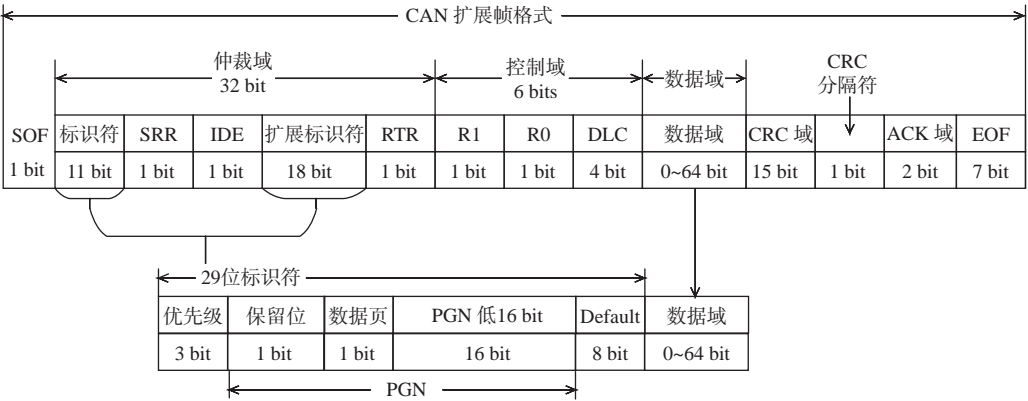 CAN 扩展帧格式
仲裁域
32 bit
控制域
6 bits
数据域
CRC
分隔符
SOF 标识符 SRR IDE 扩展标识符 RTR R1 R0 DLC 数据域 CRC 域 ACK 域 EOF
1 bit 11 bit 1 bit 1 bit 18 bit 1 bit 1 bit 1 bit 4 bit 0~64 bit 15 bit 1 bit 2 bit 7 bit
29位标识符
优先级 保留位 数据页 PGN 低16 bit Default 数据域
3 bit 1 bit 1 bit 16 bit 8 bit 0~64 bit
PGN